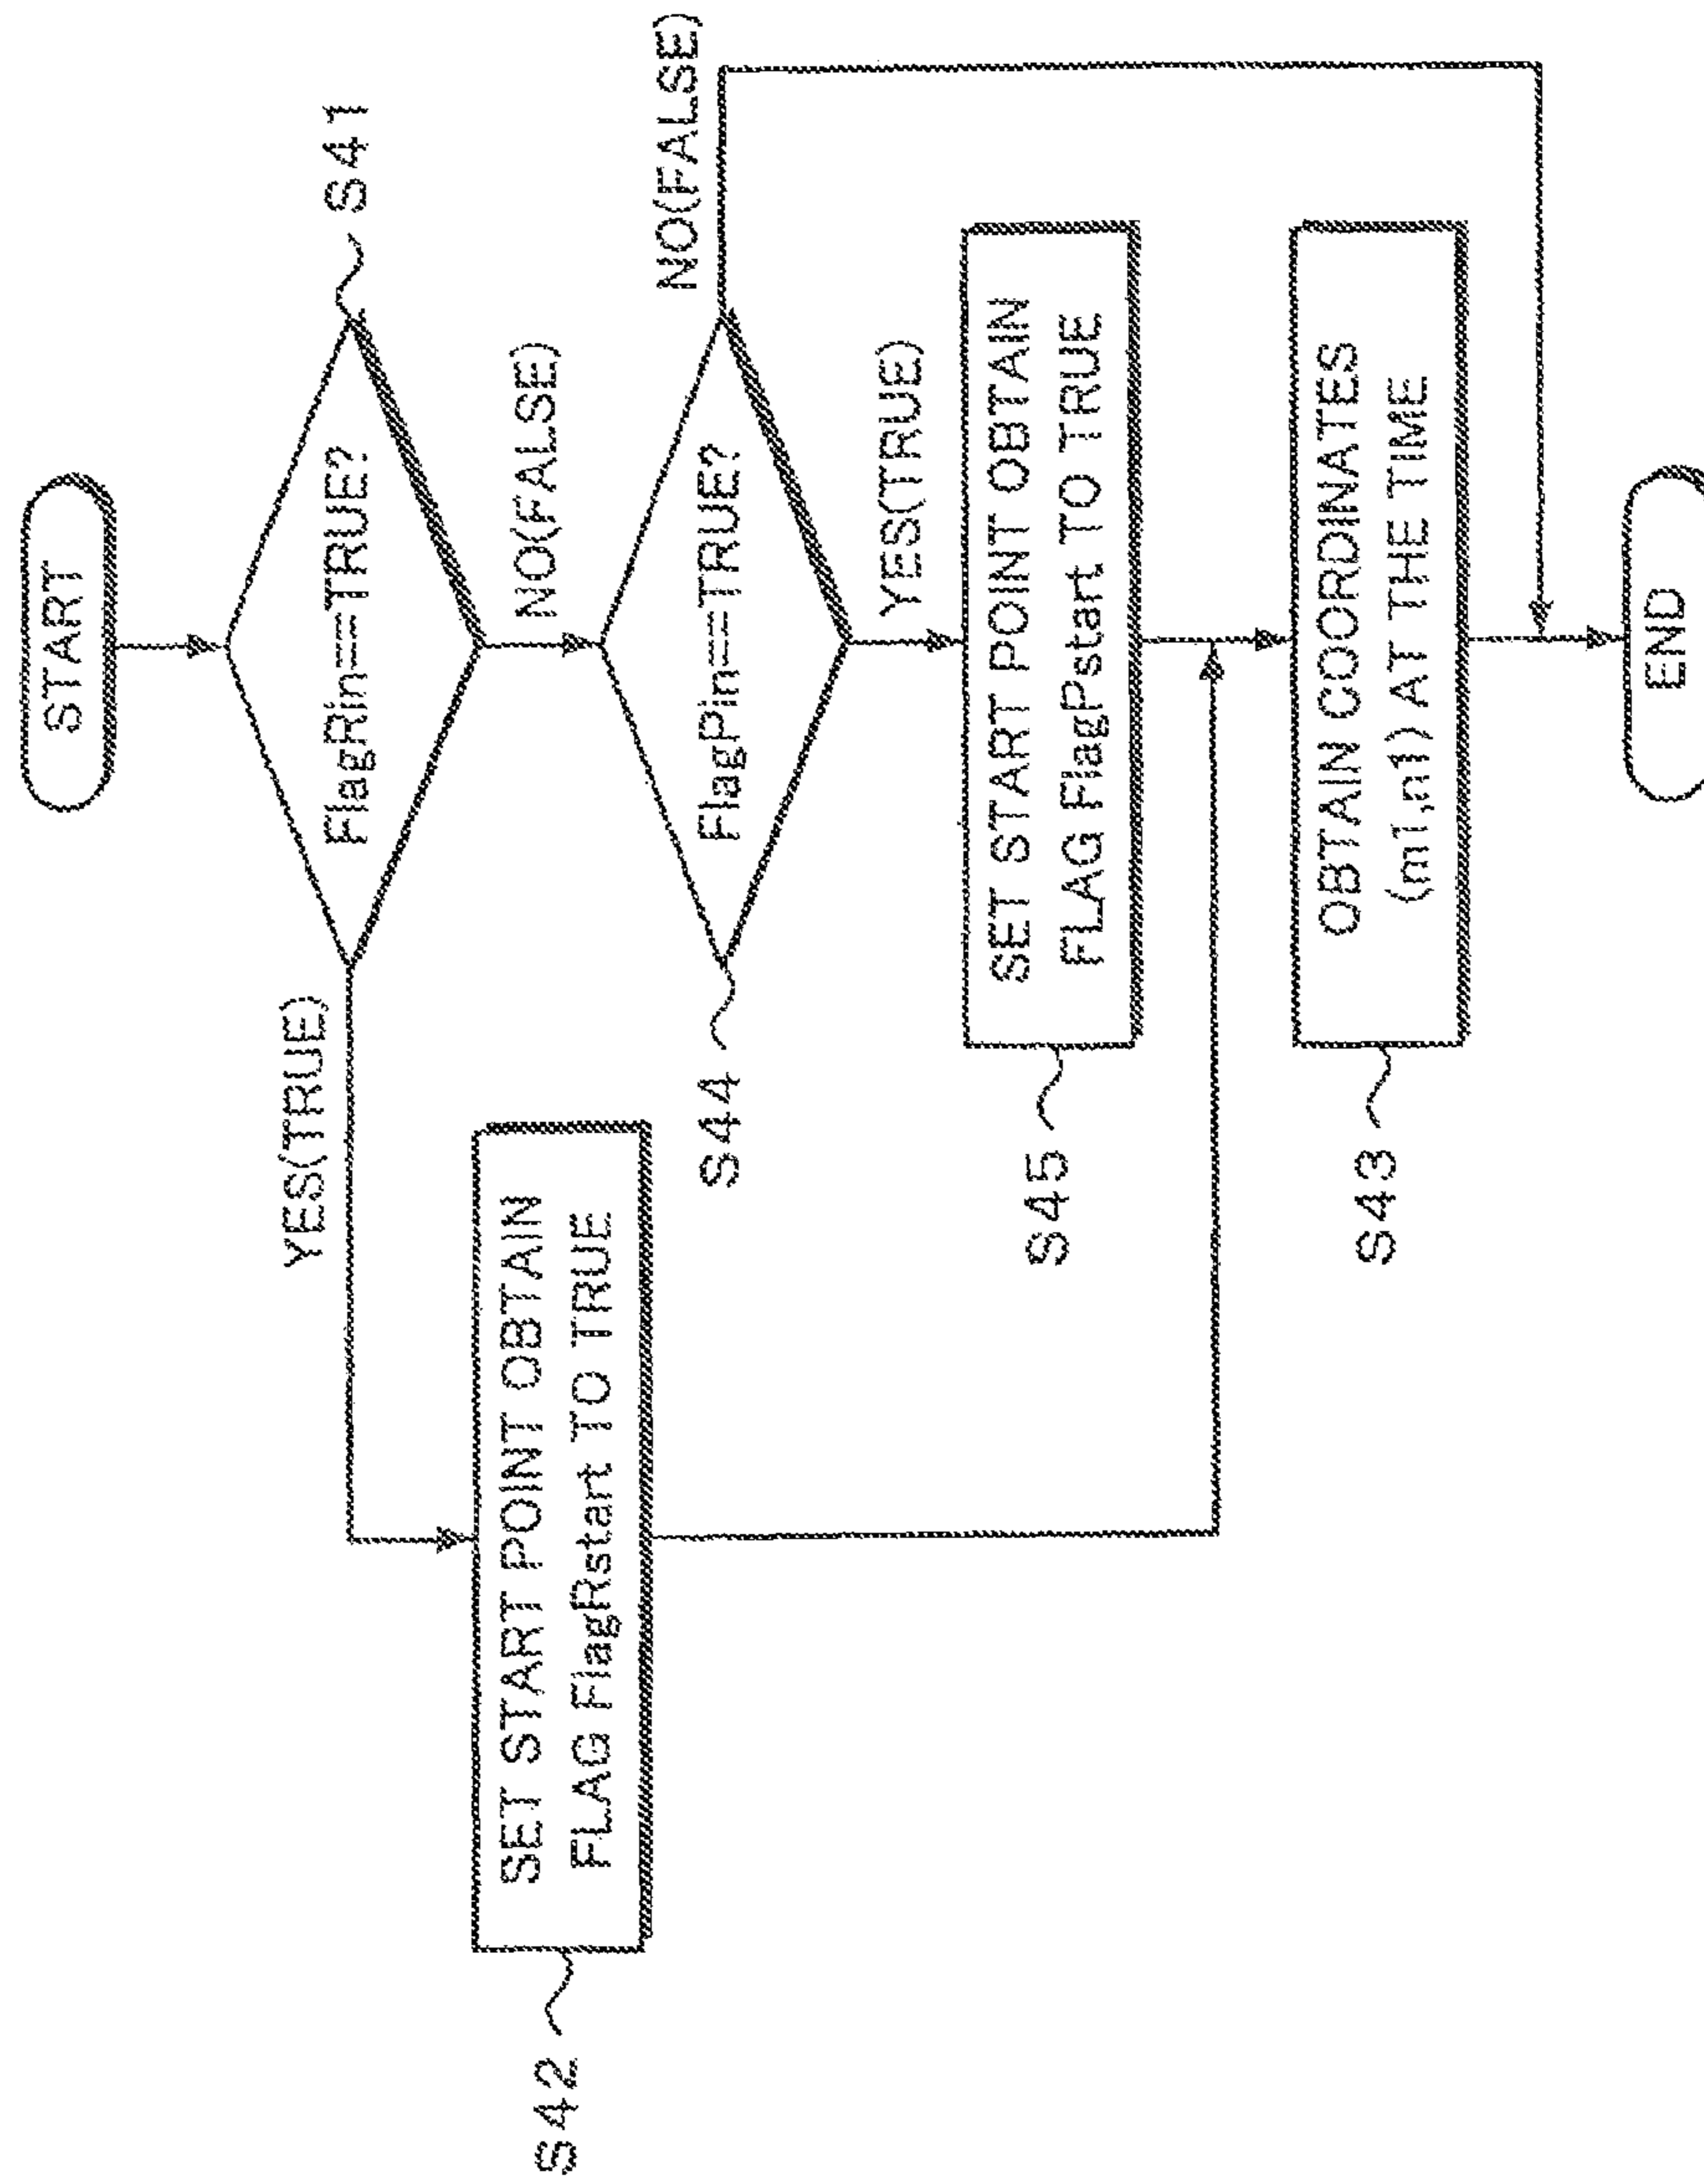 START
FlagRin==TRUE?
S41
YES(TRUE)
NO(FALSE)
SET START POINT OBTAIN
FLAG FlagRstart TO TRUE
S42
FlagPin==TRUE?
S44
NO(FALSE)
YES(TRUE)
SET START POINT OBTAIN
FLAG FlagPstart TO TRUE
S45
OBTAIN COORDINATES
(m1,n1) AT THE TIME
S43
END